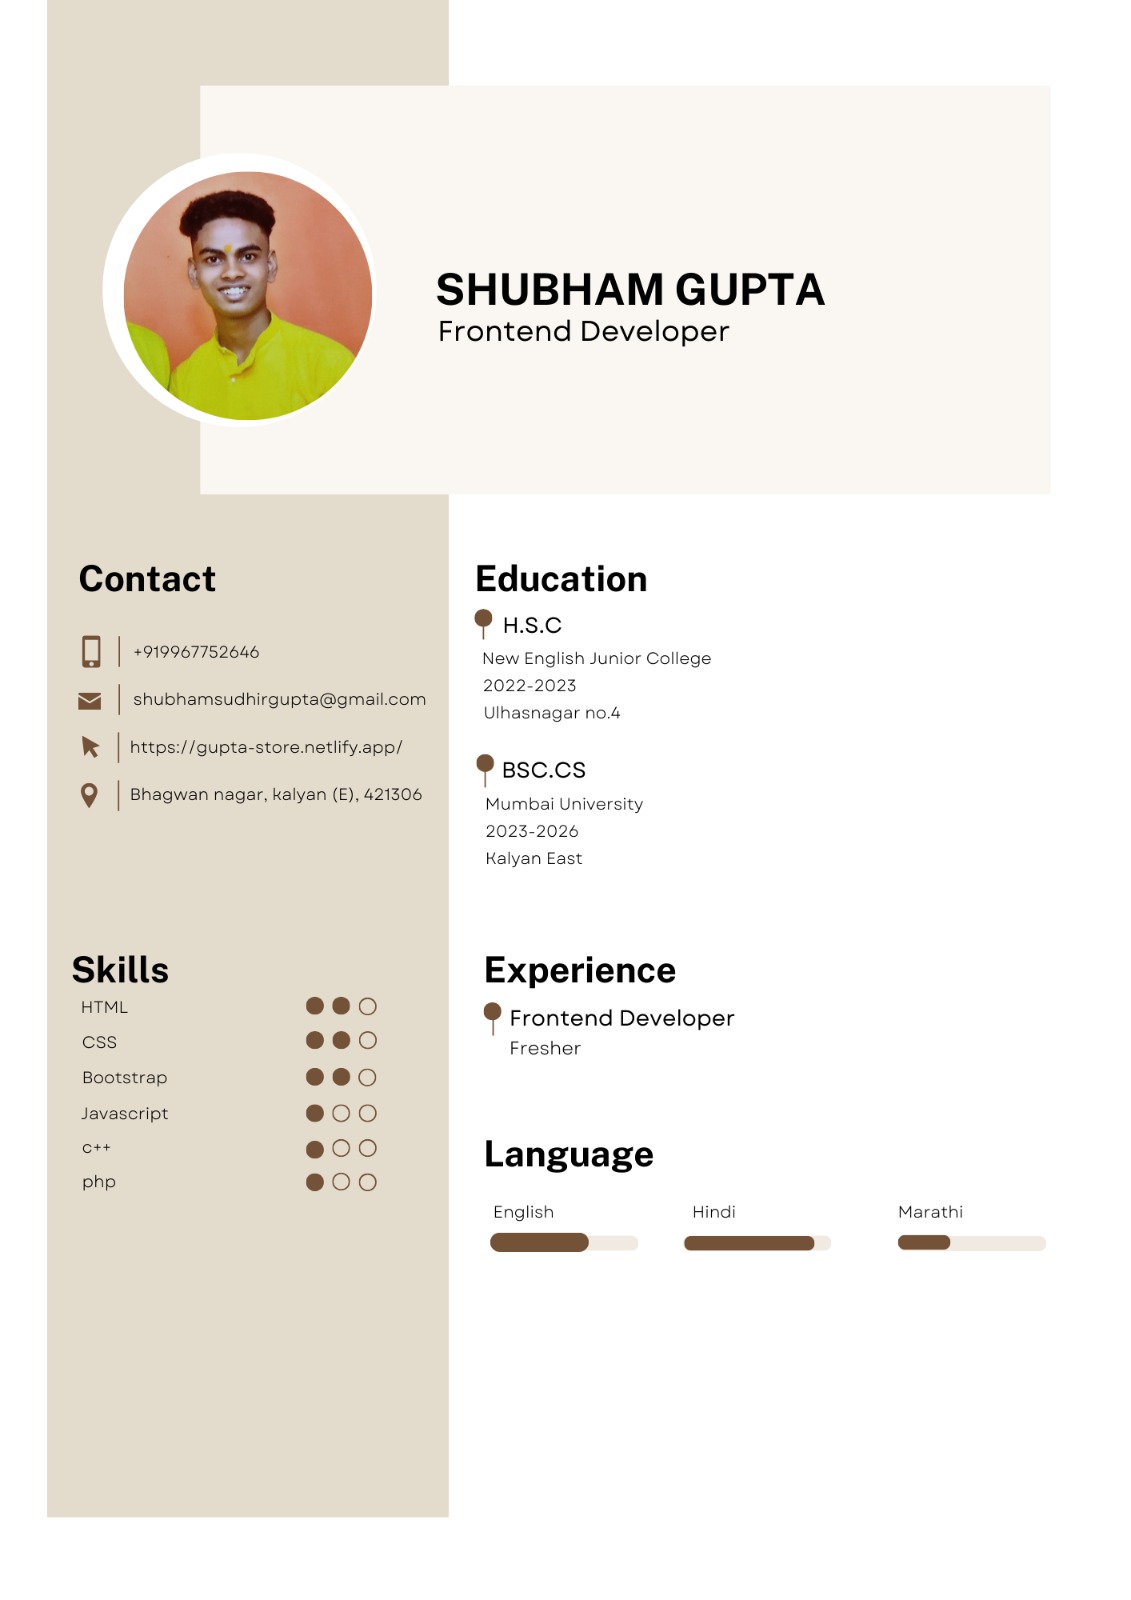 SHUBHAM GUPTA
Frontend Developer
Contact
+919967752646
shubhamsudhirgupta@gmail.com
https://gupta-store.netlify.app/
Bhagwan nagar, kalyan (E), 421306
Skills
HTML
CSS
Bootstrap
Javascript
c++
php
Education
H.S.C
New English Junior College
2022-2023
Ulhasnagar no.4
BSC.CS
Mumbai University
2023-2026
Kalyan East
Experience
Frontend Developer
Fresher
Language
English
Hindi
Marathi